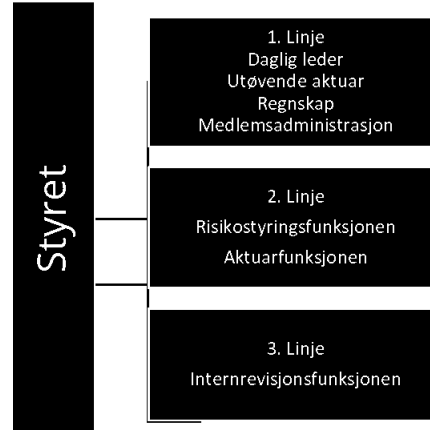 Styret
1. Linje
Daglig leder
Utøvende aktuar
Regnskap
Medlemsadministrasjon
2. Linje
Risikostyringsfunksjonen
Aktuarfunksjonen
3. Linje
Internrevisjonsfunksjonen